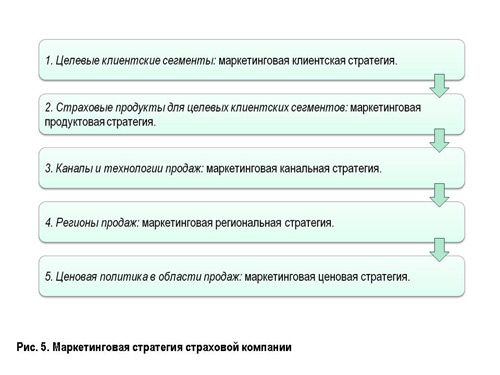 1. Целевые клиентские сегменты: маркетинговая клиентская стратегия.
2. Страховые продукты для целевых клиентских сегментов: маркетинговая
продуктовая стратегия.
3. Каналы и технологии продаж: маркетинговая канальная стратегия.
4. Регионы продаж: маркетинговая региональная стратегия.
5. Ценовая политика в области продаж: маркетинговая ценовая стратегия.
Рис. 5. Маркетинговая стратегия страховой компании